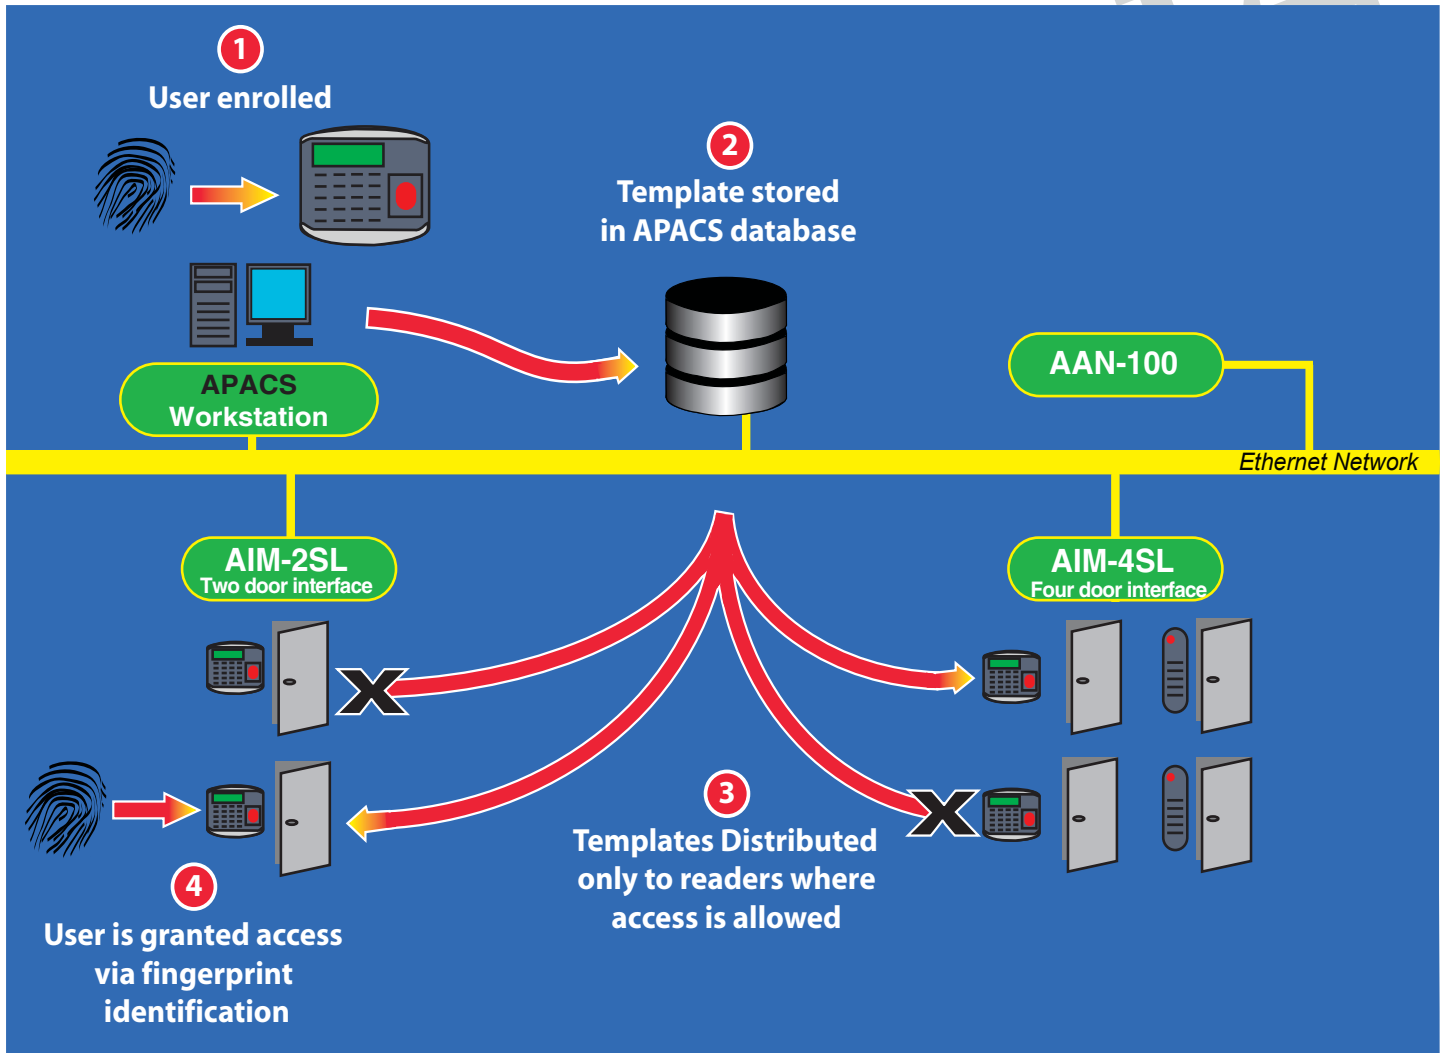 1
User enrolled
2
Template stored
in APACS database
APACS
Workstation
AAN-100
Ethernet Network
AIM-2SL
Two door interface
AIM-4SL
Four door interface
3
Templates Distributed
only to readers where
access is allowed
4
User is granted access
via fingerprint
identification